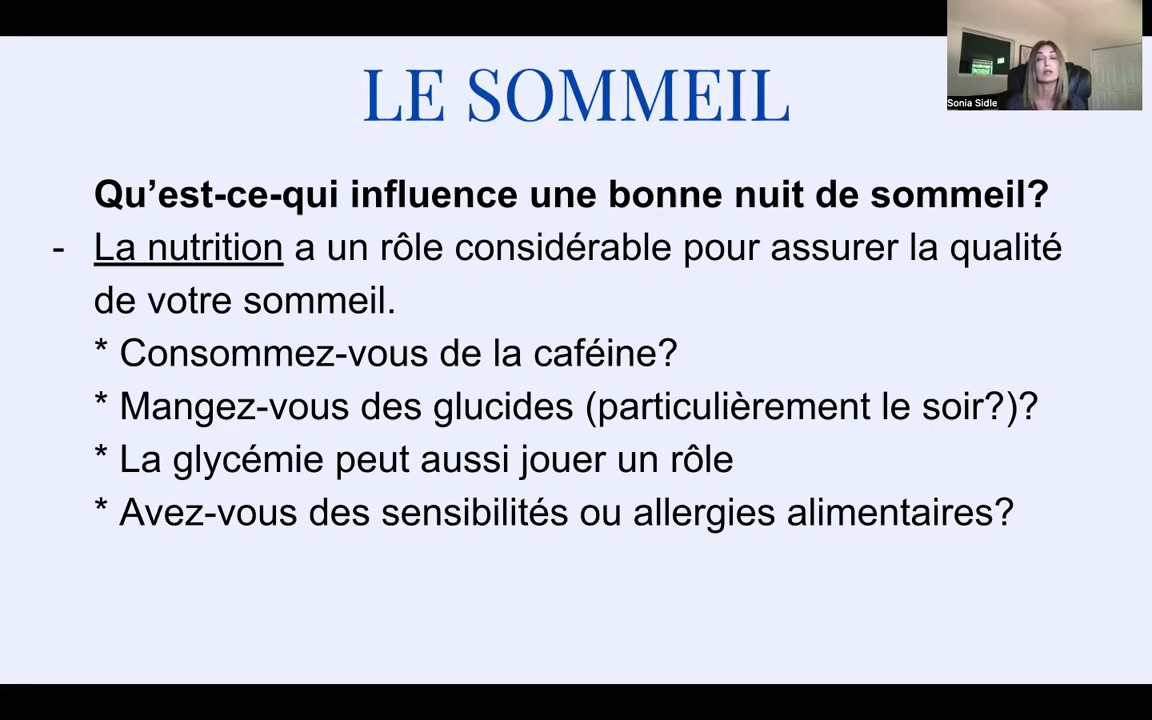 LE SOMMEIL
Sonia Sidle
Qu’est-ce-qui influence une bonne nuit de sommeil?
- La nutrition a un rôle considérable pour assurer la qualité
de votre sommeil.
* Consommez-vous de la caféine?
* Mangez-vous des glucides (particulièrement le soir?)?
* La glycémie peut aussi jouer un rôle
* Avez-vous des sensibilités ou allergies alimentaires?